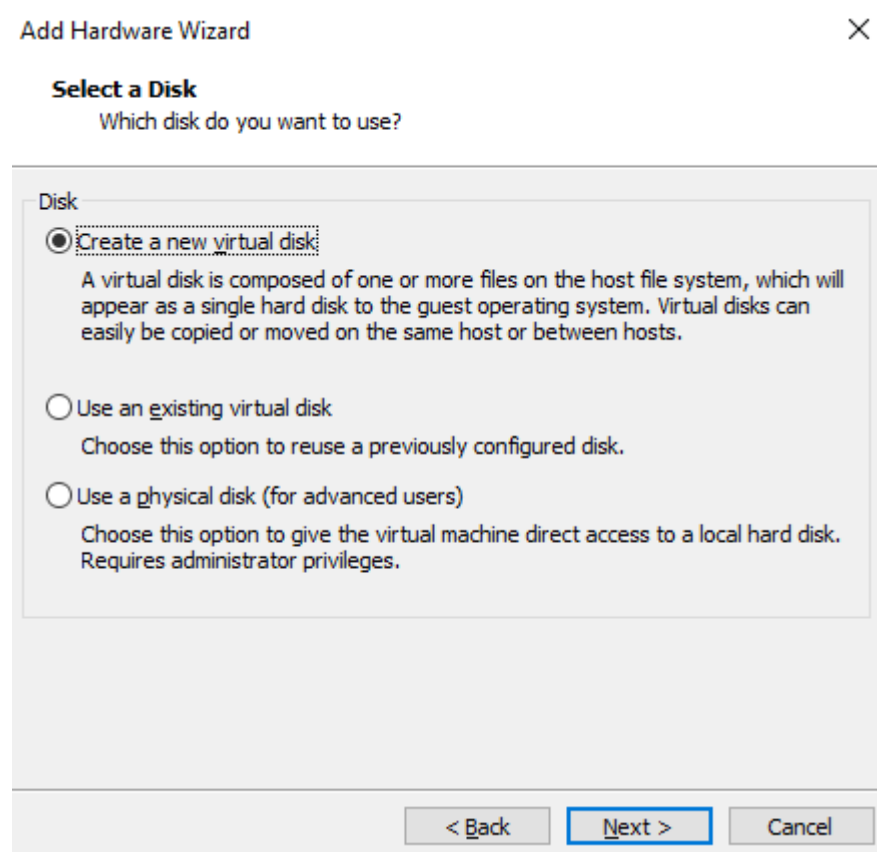 Add Hardware Wizard
Select a Disk
Which disk do you want to use?
Disk
Create a new virtual disk
A virtual disk is composed of one or more files on the host file system, which will
appear as a single hard disk to the guest operating system. Virtual disks can
easily be copied or moved on the same host or between hosts.
Use an existing virtual disk
Choose this option to reuse a previously configured disk.
Use a physical disk (for advanced users)
Choose this option to give the virtual machine direct access to a local hard disk.
Requires administrator privileges.
< Back
Next >
Cancel